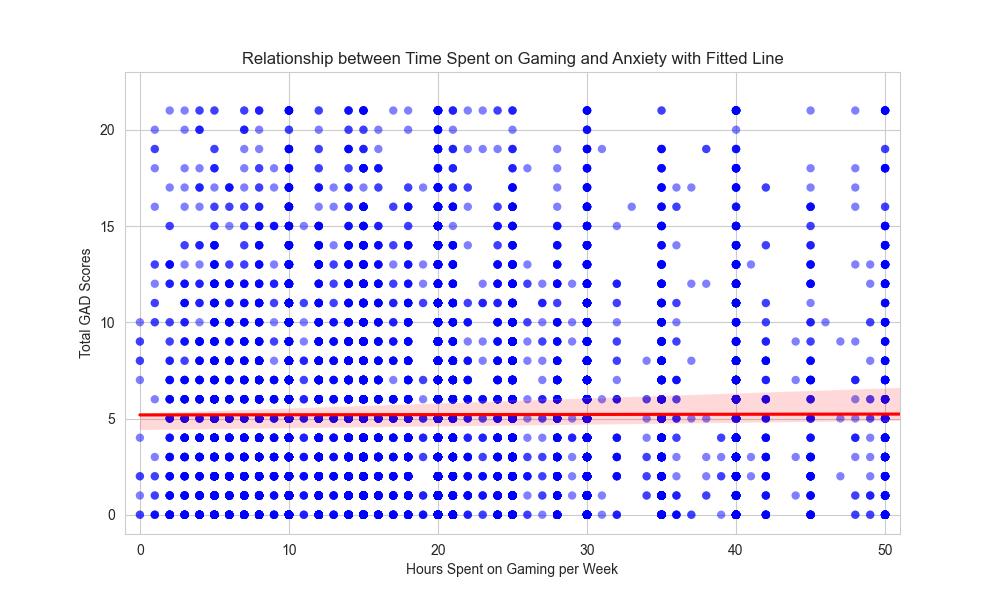 Relationship between Time Spent on Gaming and Anxiety with Fitted Line
Total GAD Scores
20
15
10
5
0
0 10 20 30 40 50
Hours Spent on Gaming per Week